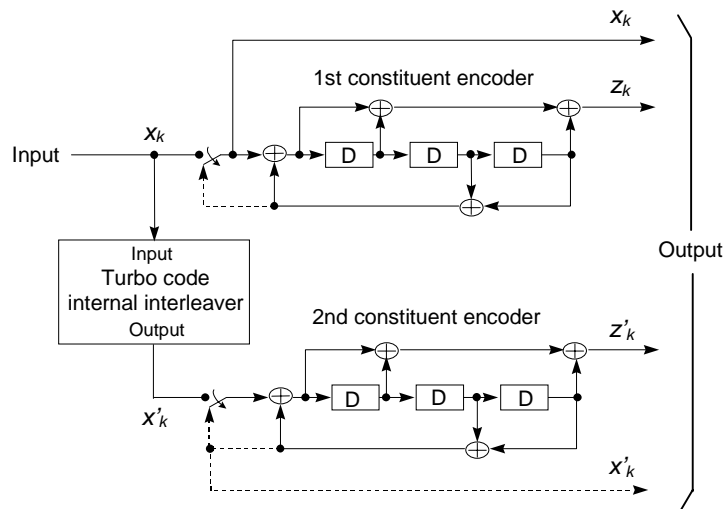 x_k
1st constituent encoder
z_k
x_k
Input
D D D
Output
Input
Turbo code
internal interleaver
Output
2nd constituent encoder
z'_k
D D D
x'_k
x'_k